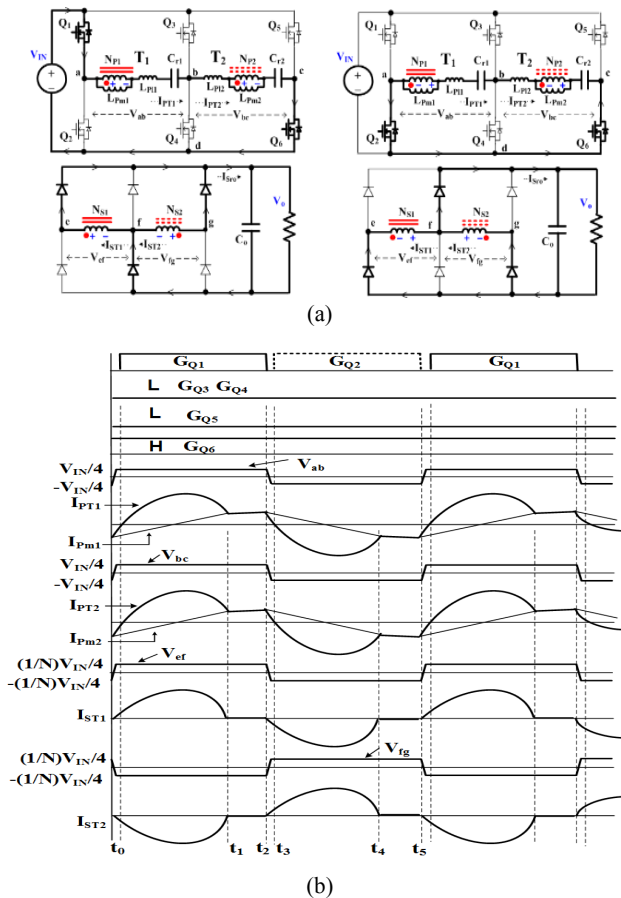 Q1 Q3 Q5
VIN
NP1 T1 Cr1 T2 NP2 Cr2
a b c
LPl1 LPl2
LPm1 IPT1 IPT2 LPm2
Vab Vbc
Q2 Q4 Q6
d
ISro
NS1 NS2 Vo
e f g
IST1 IST2 Co
Vef Vfg
Q1 Q3 Q5
VIN
NP1 T1 Cr1 T2 NP2 Cr2
a b c
LPl1 LPl2
LPm1 IPT1 IPT2 LPm2
Vab Vbc
Q2 Q4 Q6
d
ISro
NS1 NS2 Vo
e f g
IST1 IST2 Co
Vef Vfg
(a)
GQ1 GQ2 GQ1
L GQ3 GQ4
L GQ5
H GQ6
VIN/4 Vab
-VIN/4
IPT1
IPm1
VIN/4 Vbc
-VIN/4
IPT2
IPm2
(1/N)VIN/4 Vef
-(1/N)VIN/4
IST1
(1/N)VIN/4 Vfg
-(1/N)VIN/4
IST2
t0 t1 t2 t3 t4 t5
(b)